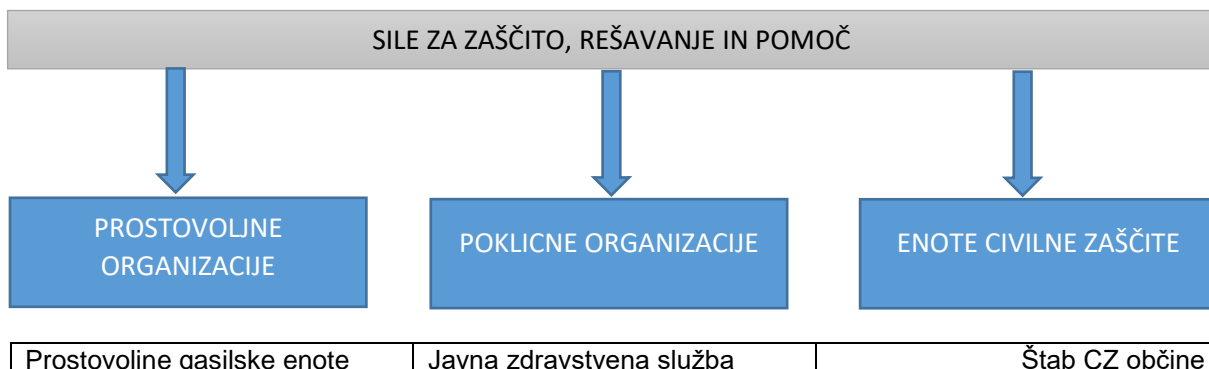 SILE ZA ZAŠČITO, REŠAVANJE IN POMOČ
PROSTOVOLJNE
ORGANIZACIJE
POKLICNE ORGANIZACIJE
ENOTE CIVILNE ZAŠČITE
Prostovoljne gasilske enote
Javna zdravstvena služba
Štab CZ občine